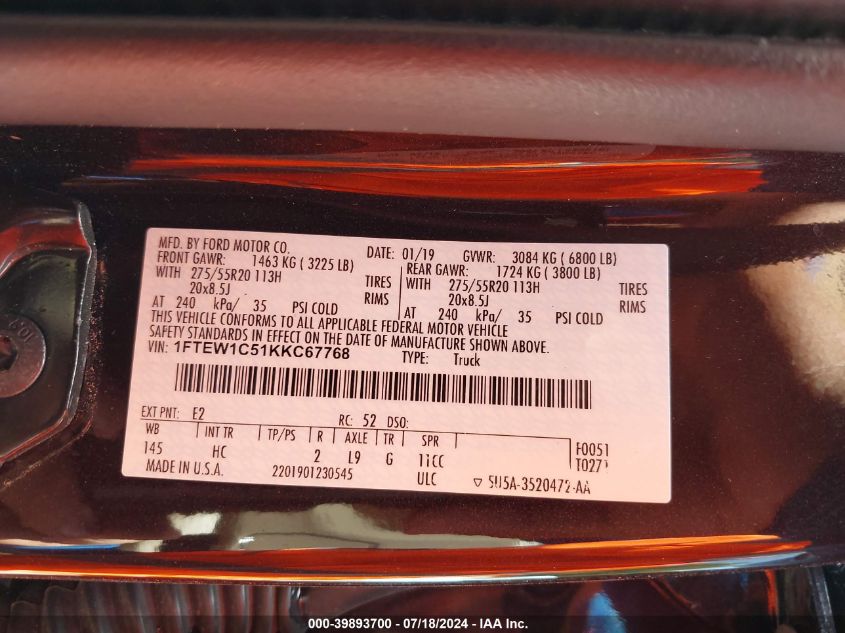 MFD. BY FORD MOTOR CO. DATE: 01/19 GVWR: 3084 KG ( 6800 LB)
FRONT GAWR: 1463 KG ( 3225 LB) REAR GAWR: 1724 KG ( 3800 LB)
WITH 275/55R20 113H TIRES WITH 275/55R20 113H TIRES
20x8.5J RIMS 20x8.5J RIMS
AT 240 kPa/ 35 PSI COLD AT 240 kPa/ 35 PSI COLD
THIS VEHICLE CONFORMS TO ALL APPLICABLE FEDERAL MOTOR VEHICLE
SAFETY STANDARDS IN EFFECT ON THE DATE OF MANUFACTURE SHOWN ABOVE.
VIN: 1FTEW1C51KKC67768 TYPE: Truck
EXT PNT: E2 RC: 52 DSO:
WB INT TR TP/PS R AXLE TR SPR F0051
145 HC 2 L9 G 11CC T0271
MADE IN U.S.A. 2201901230545 ULC 5U5A-3520472-AA
000-39893700 - 07/18/2024 - IAA Inc.